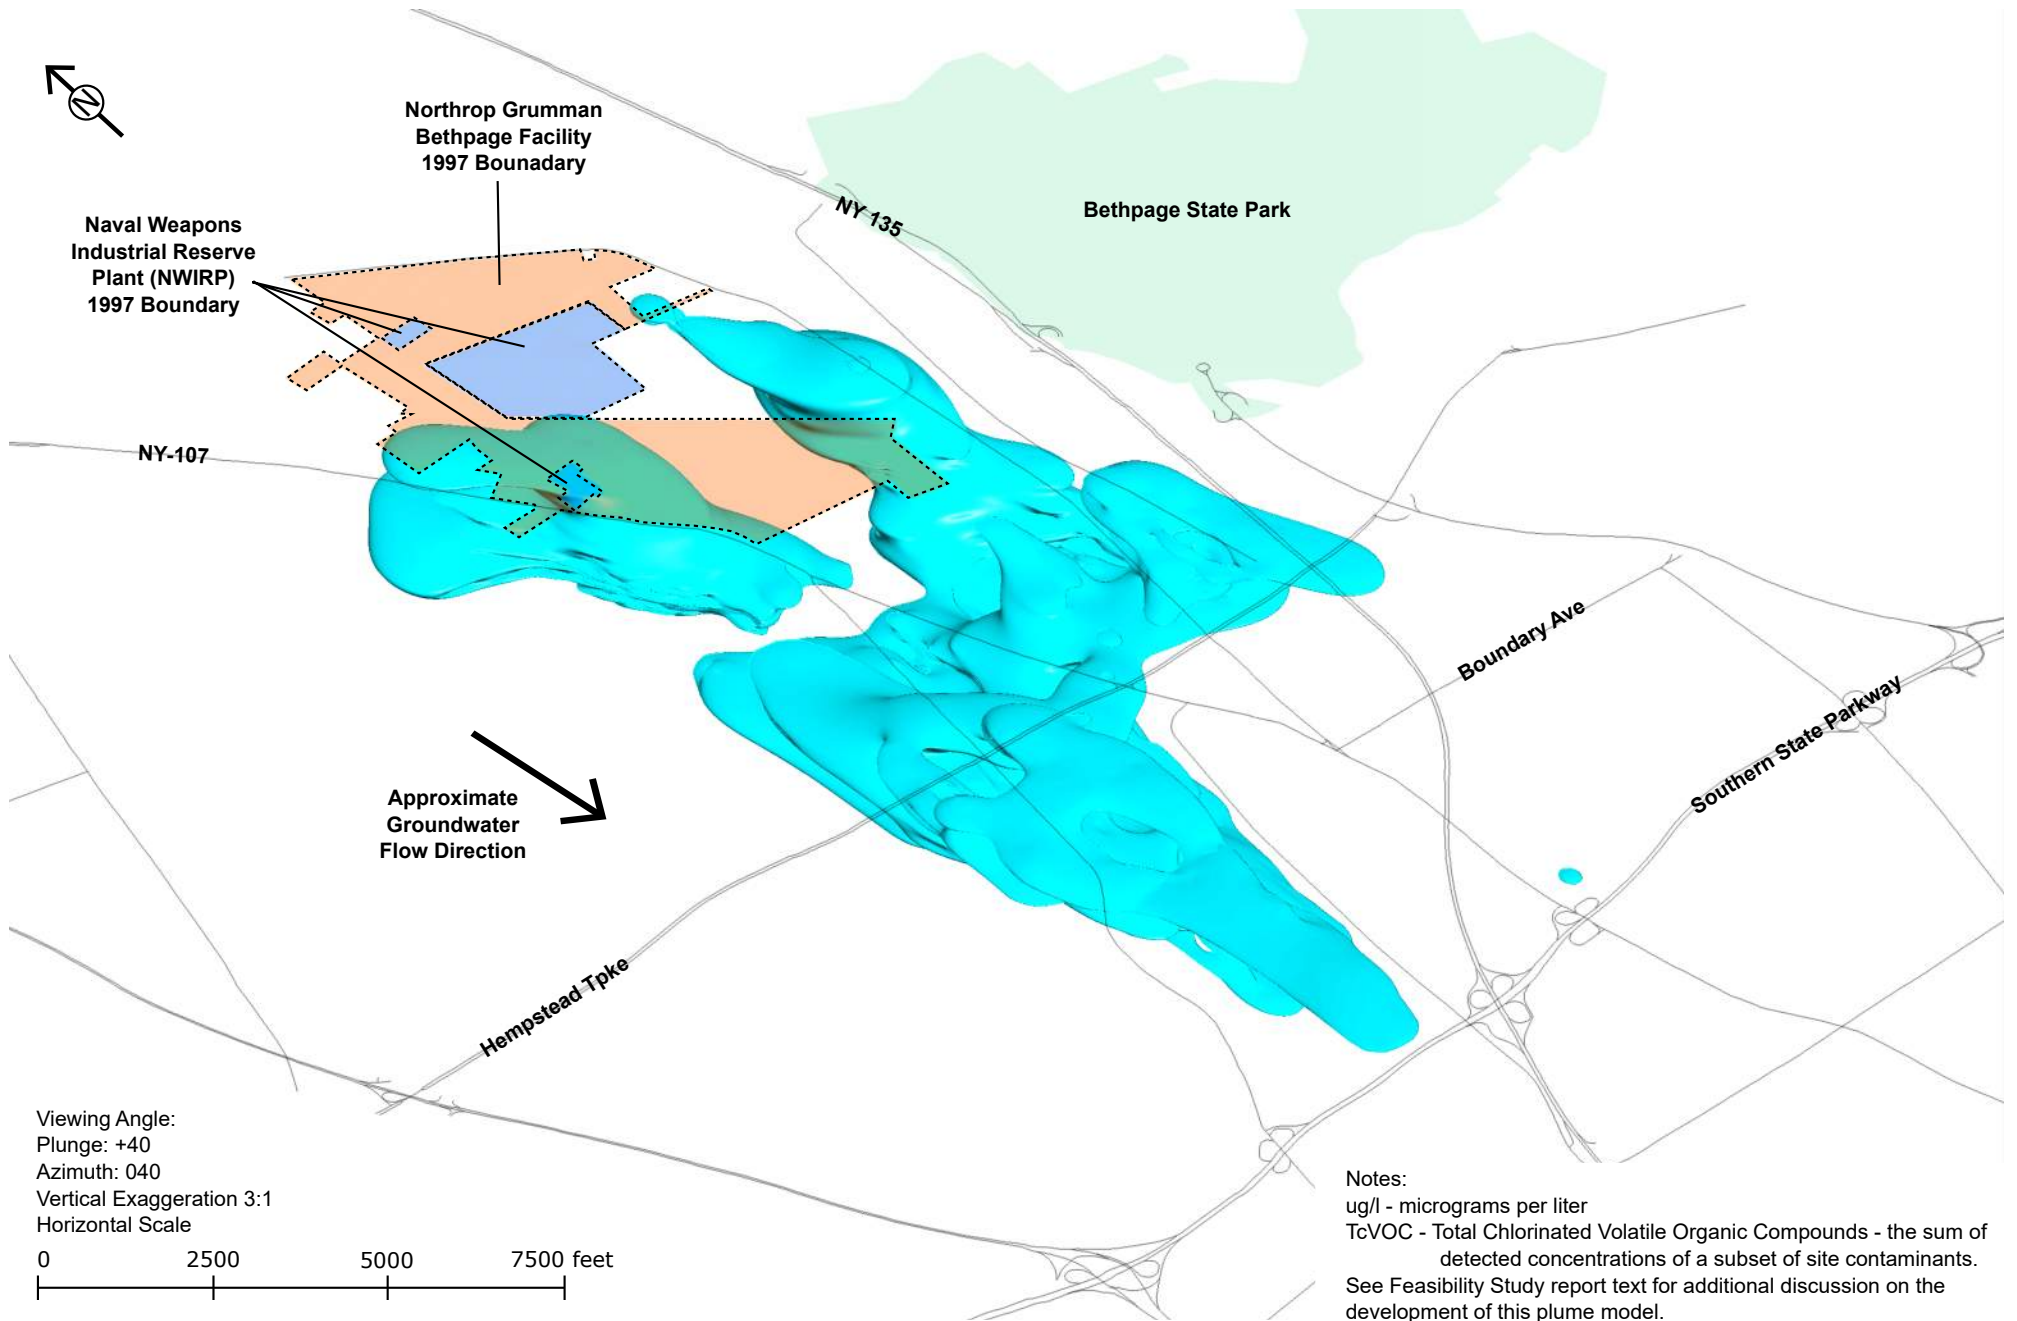 N
Northrop Grumman
Bethpage Facility
1997 Bounadary
Naval Weapons
Industrial Reserve
Plant (NWIRP)
1997 Boundary
NY 135
Bethpage State Park
NY-107
Boundary Ave
Southern State Parkway
Approximate
Groundwater
Flow Direction
Hempstead Tpke
Viewing Angle:
Plunge: +40
Azimuth: 040
Vertical Exaggeration 3:1
Horizontal Scale
0 2500 5000 7500 feet
Notes:
ug/l - micrograms per liter
TcVOC - Total Chlorinated Volatile Organic Compounds - the sum of
detected concentrations of a subset of site contaminants.
See Feasibility Study report text for additional discussion on the
development of this plume model.